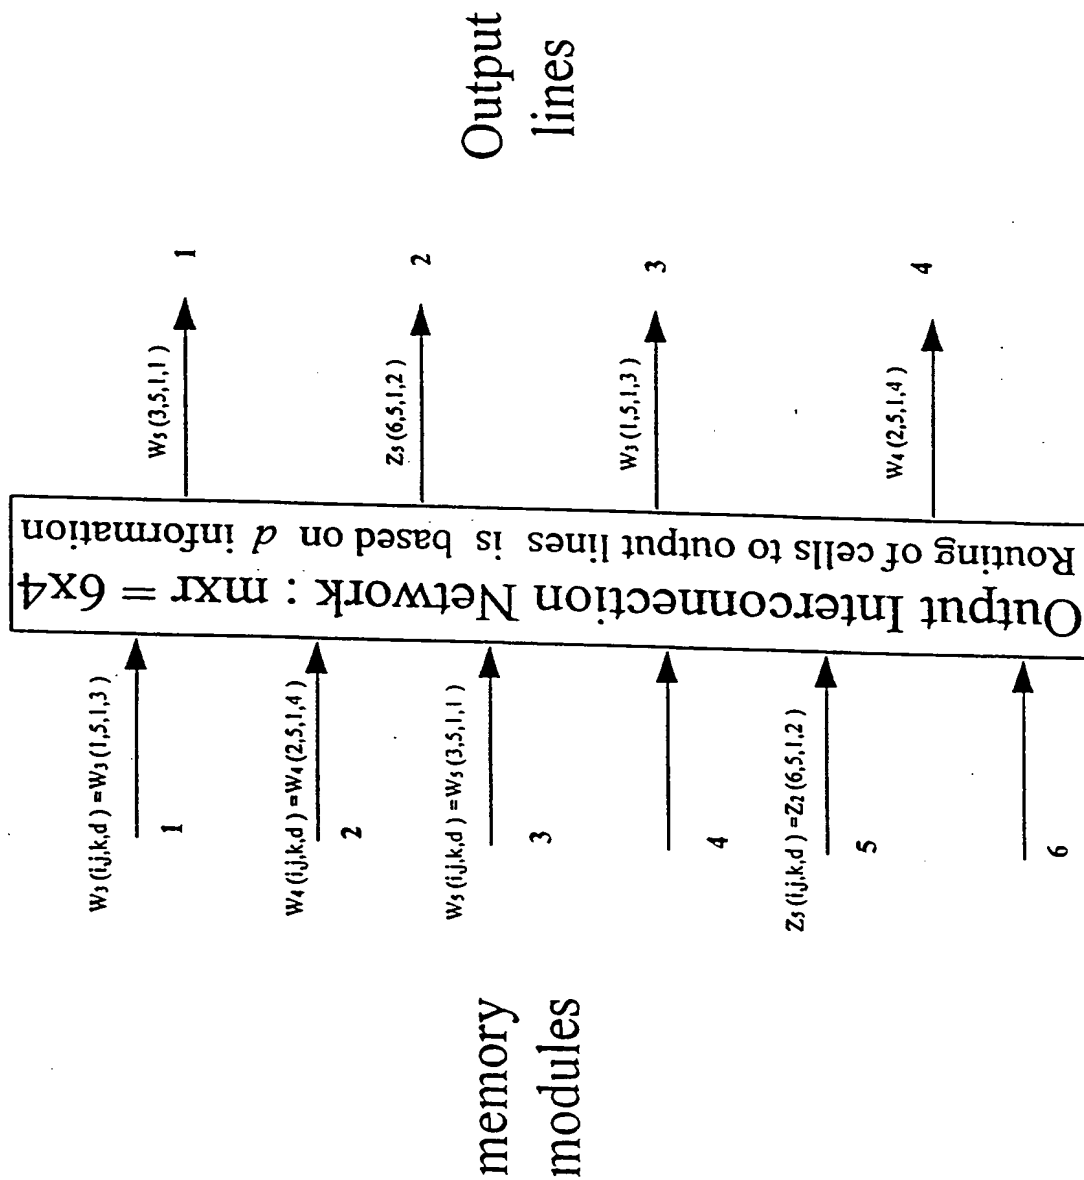 memory
modules
W3 (i,j,k,d ) =W3 (1,5,1,3 )
1
W4 (i,j,k,d ) =W4 (2,5,1,4 )
2
W5 (i,j,k,d ) =W5 (3,5,1,1 )
3
4
Z5 (i,j,k,d ) =Z2 (6,5,1,2 )
5
6
Output Interconnection Network : mxr = 6x4
Routing of cells to output lines is based on d information
W5 (3,5,1,1 )
1
Z5 (6,5,1,2 )
2
W3 (1,5,1,3 )
3
W4 (2,5,1,4 )
4
Output
lines